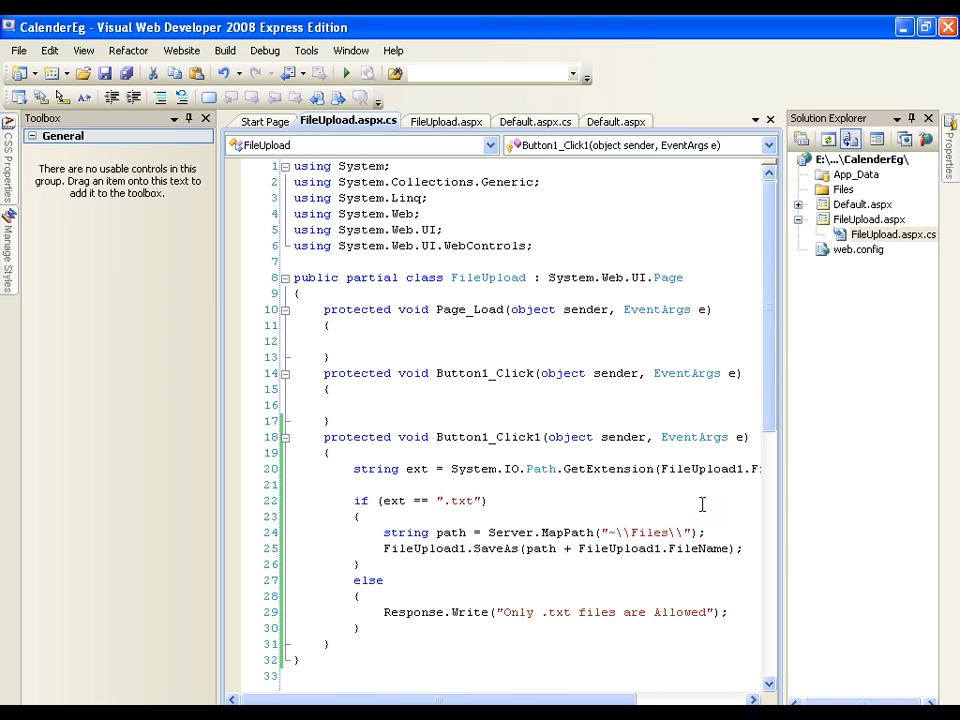 CalenderEg - Visual Web Developer 2008 Express Edition
File Edit View Refactor Website Build Debug Tools Window Help
Toolbox
General
There are no usable controls in this
group. Drag an item onto this text to
add it to the toolbox.
CSS Properties
Manage Styles
Start Page FileUpload.aspx.cs FileUpload.aspx Default.aspx.cs Default.aspx
FileUpload Button1_Click1(object sender, EventArgs e)
1 using System;
2 using System.Collections.Generic;
3 using System.Linq;
4 using System.Web;
5 using System.Web.UI;
6 using System.Web.UI.WebControls;
7
8 public partial class FileUpload : System.Web.UI.Page
9 {
10 protected void Page_Load(object sender, EventArgs e)
11 {
12
13 }
14 protected void Button1_Click(object sender, EventArgs e)
15 {
16
17 }
18 protected void Button1_Click1(object sender, EventArgs e)
19 {
20 string ext = System.IO.Path.GetExtension(FileUpload1.Fi
21
22 if (ext == ".txt")
23 {
24 string path = Server.MapPath("~\\Files\\");
25 FileUpload1.SaveAs(path + FileUpload1.FileName);
26 }
27 else
28 {
29 Response.Write("Only .txt files are Allowed");
30 }
31 }
32 }
33
Solution Explorer
E:\...\CalenderEg\
App_Data
Files
Default.aspx
FileUpload.aspx
FileUpload.aspx.cs
web.config
Properties